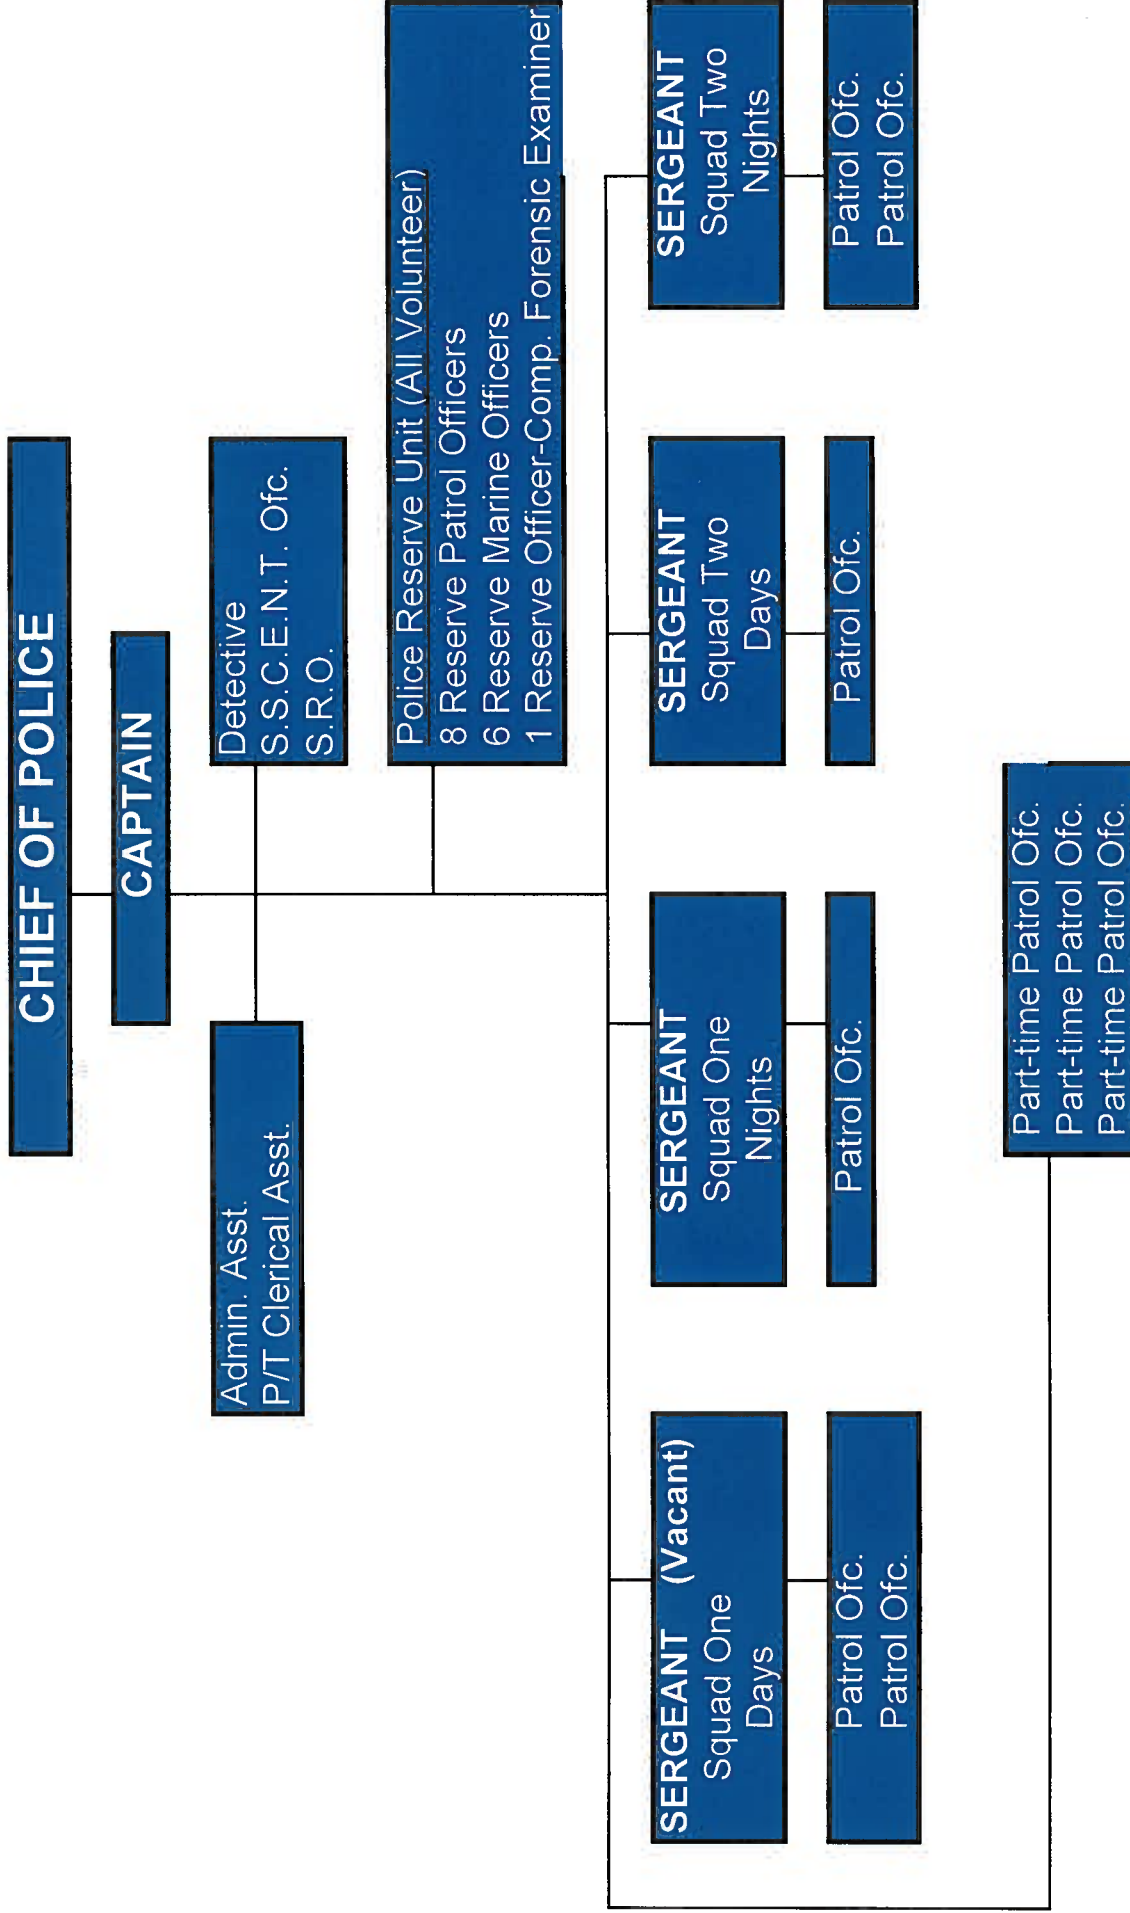 CHIEF OF POLICE
CAPTAIN
Admin. Asst.
P/T Clerical Asst.
Detective
S.S.C.E.N.T. Ofc.
S.R.O.
Police Reserve Unit (All Volunteer)
8 Reserve Patrol Officers
6 Reserve Marine Officers
1 Reserve Officer-Comp. Forensic Examiner
SERGEANT (Vacant)
Squad One
Days
Patrol Ofc.
Patrol Ofc.
SERGEANT
Squad One
Nights
Patrol Ofc.
SERGEANT
Squad Two
Days
Patrol Ofc.
SERGEANT
Squad Two
Nights
Patrol Ofc.
Patrol Ofc.
Part-time Patrol Ofc.
Part-time Patrol Ofc.
Part-time Patrol Ofc.